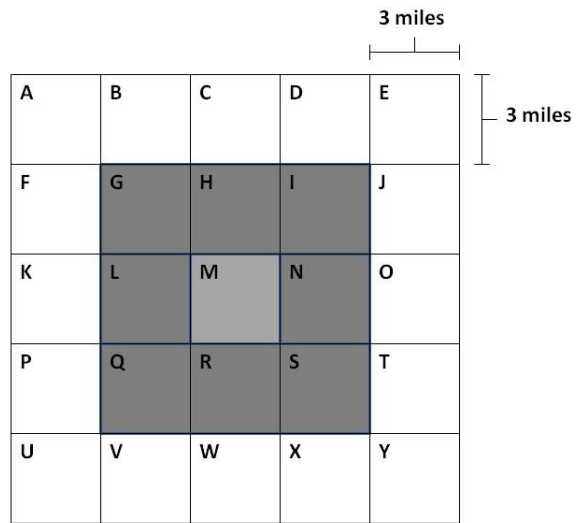 3 miles
A B C D E
3 miles
F G H I J
K L M N O
P Q R S T
U V W X Y